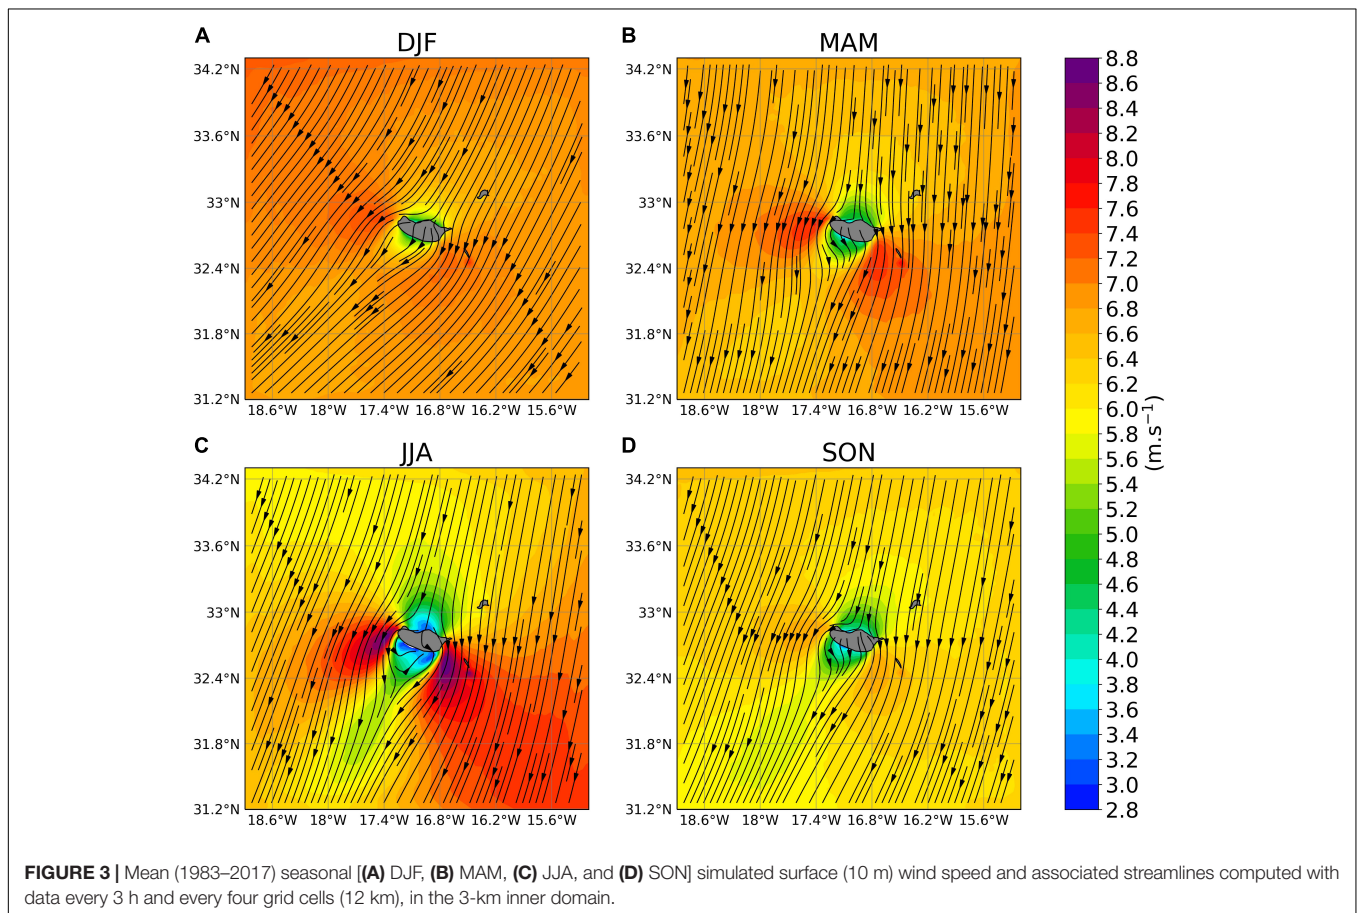 A
DJF
34.2°N
33.6°N
33°N
32.4°N
31.8°N
31.2°N
18.6°W 18°W 17.4°W 16.8°W 16.2°W 15.6°W
B
MAM
34.2°N
33.6°N
33°N
32.4°N
31.8°N
31.2°N
18.6°W 18°W 17.4°W 16.8°W 16.2°W 15.6°W
C
JJA
34.2°N
33.6°N
33°N
32.4°N
31.8°N
31.2°N
18.6°W 18°W 17.4°W 16.8°W 16.2°W 15.6°W
D
SON
34.2°N
33.6°N
33°N
32.4°N
31.8°N
31.2°N
18.6°W 18°W 17.4°W 16.8°W 16.2°W 15.6°W
8.8
8.6
8.4
8.2
8.0
7.8
7.6
7.4
7.2
7.0
6.8
6.6
6.4
6.2
6.0
5.8
5.6
5.4
5.2
5.0
4.8
4.6
4.4
4.2
4.0
3.8
3.6
3.4
3.2
3.0
2.8
(m.s⁻¹)
FIGURE 3 | Mean (1983–2017) seasonal [(A) DJF, (B) MAM, (C) JJA, and (D) SON] simulated surface (10 m) wind speed and associated streamlines computed with
data every 3 h and every four grid cells (12 km), in the 3-km inner domain.